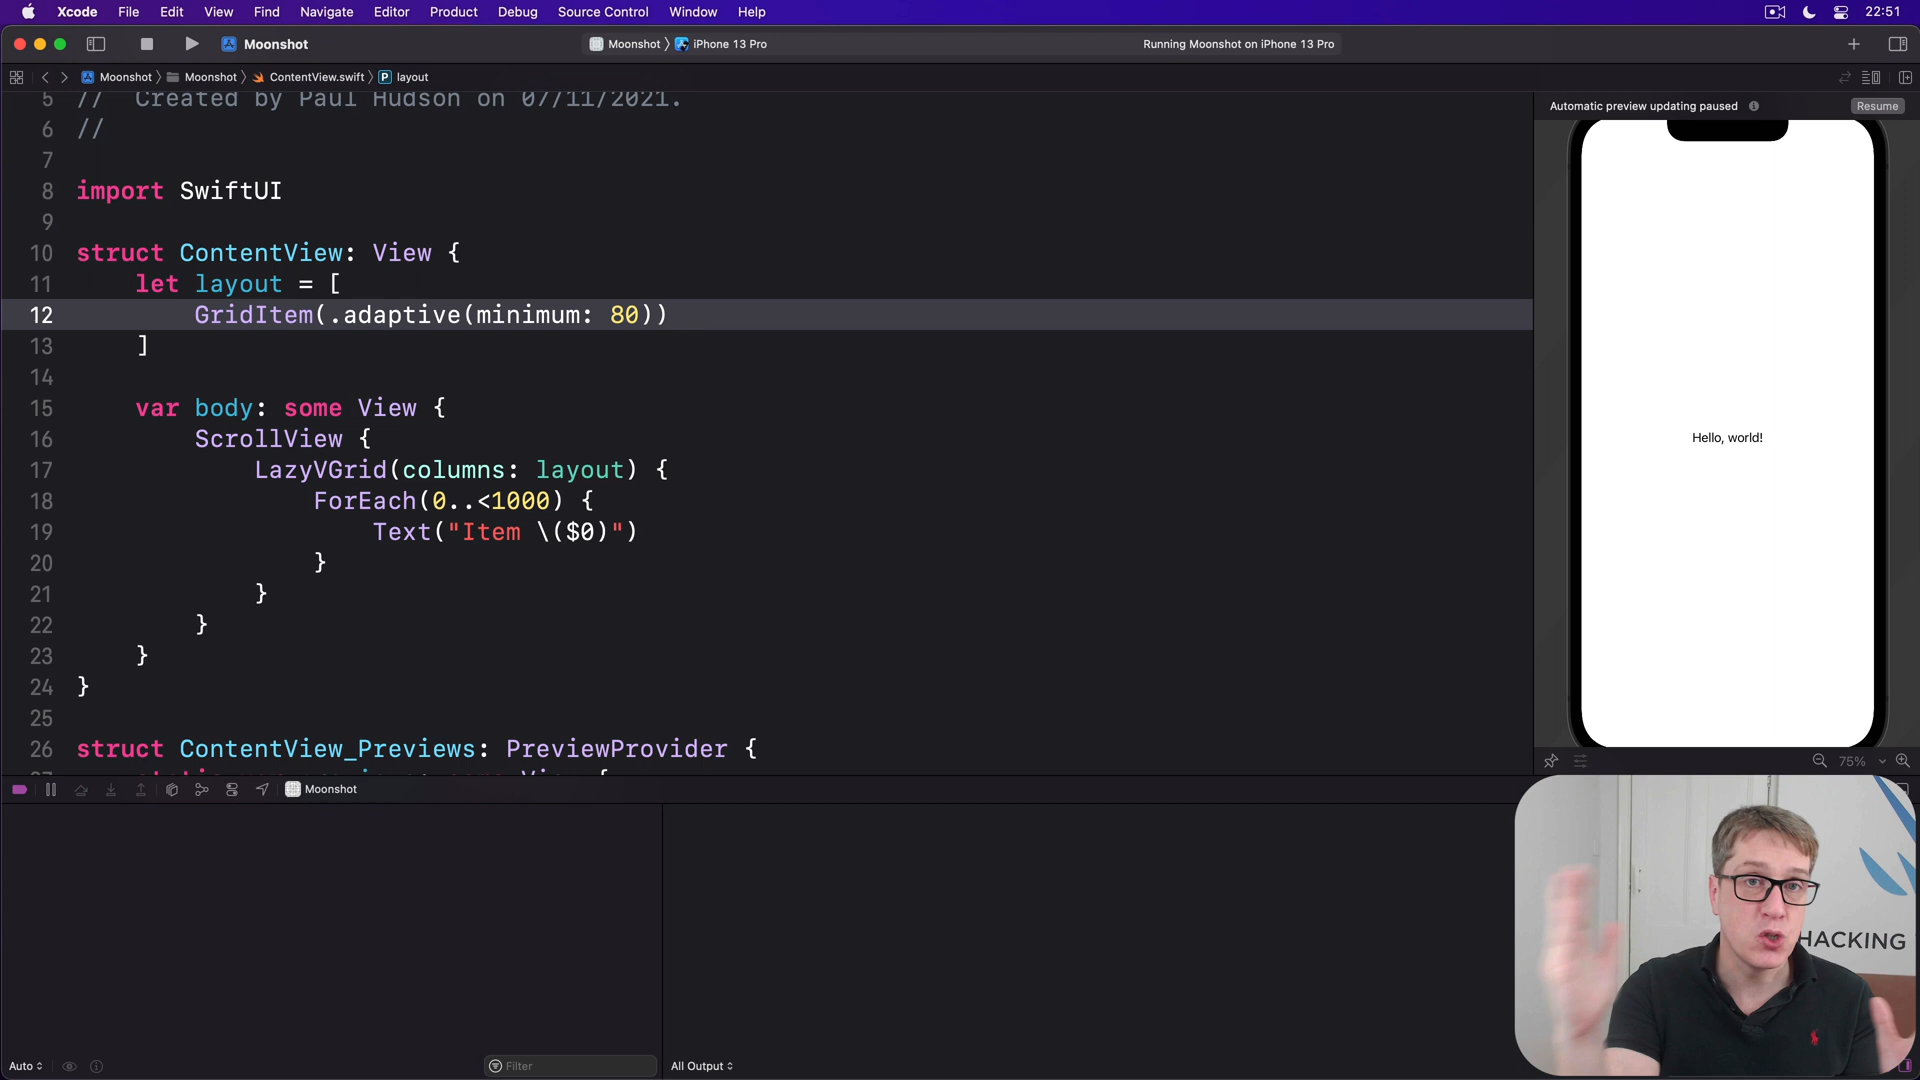 Xcode File Edit View Find Navigate Editor Product Debug Source Control Window Help 22:51
Moonshot Moonshot iPhone 13 Pro Running Moonshot on iPhone 13 Pro
Moonshot Moonshot ContentView.swift P layout
Automatic preview updating paused Resume
5 // Created by Paul Hudson on 07/11/2021.
6 //
7
8 import SwiftUI
9
10 struct ContentView: View {
11 let layout = [
12 GridItem(.adaptive(minimum: 80))
13 ]
14
15 var body: some View {
16 ScrollView {
17 LazyVGrid(columns: layout) {
18 ForEach(0..<1000) {
19 Text("Item \($0)")
20 }
21 }
22 }
23 }
24 }
25
26 struct ContentView_Previews: PreviewProvider {
Hello, world!
75%
Moonshot
HACKING
Auto Filter All Output